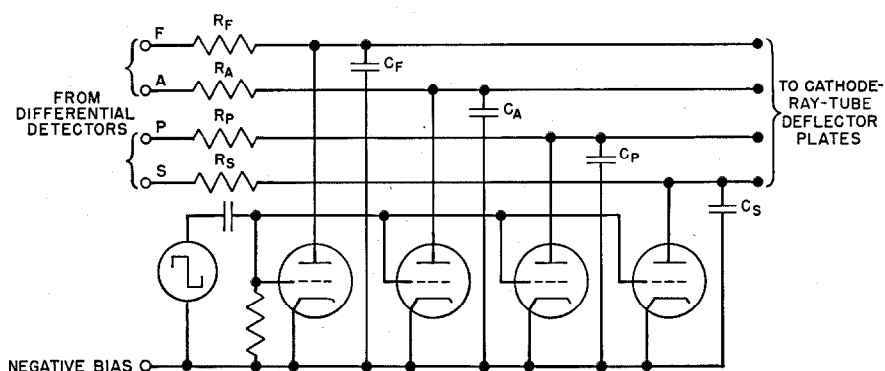 F
R_F
A
R_A
P
R_P
S
R_S
FROM
DIFFERENTIAL
DETECTORS
C_F
C_A
C_P
C_S
TO CATHODE-
RAY-TUBE
DEFLECTOR
PLATES
NEGATIVE BIAS